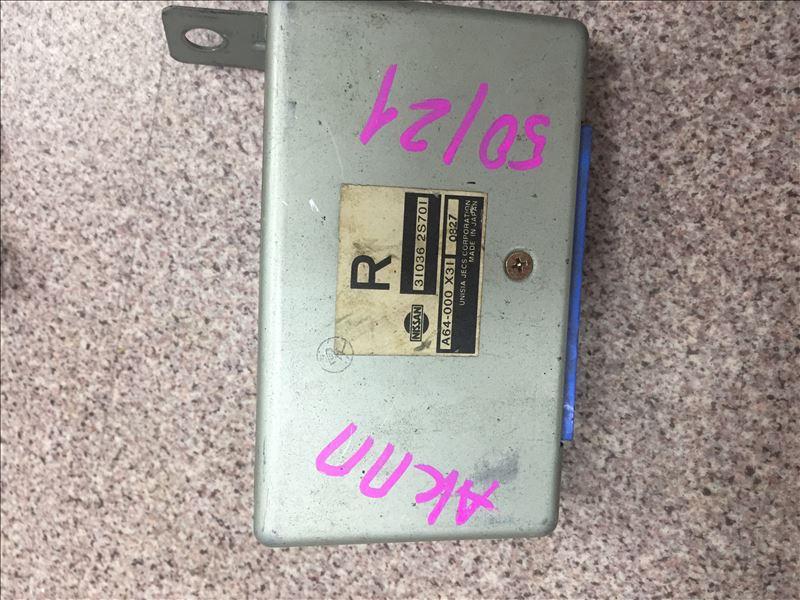 50/21
R
31036 2S701
NISSAN
A64-000 X31 0827
UNISIA JECS CORPORATION
MADE IN JAPAN
АКПП